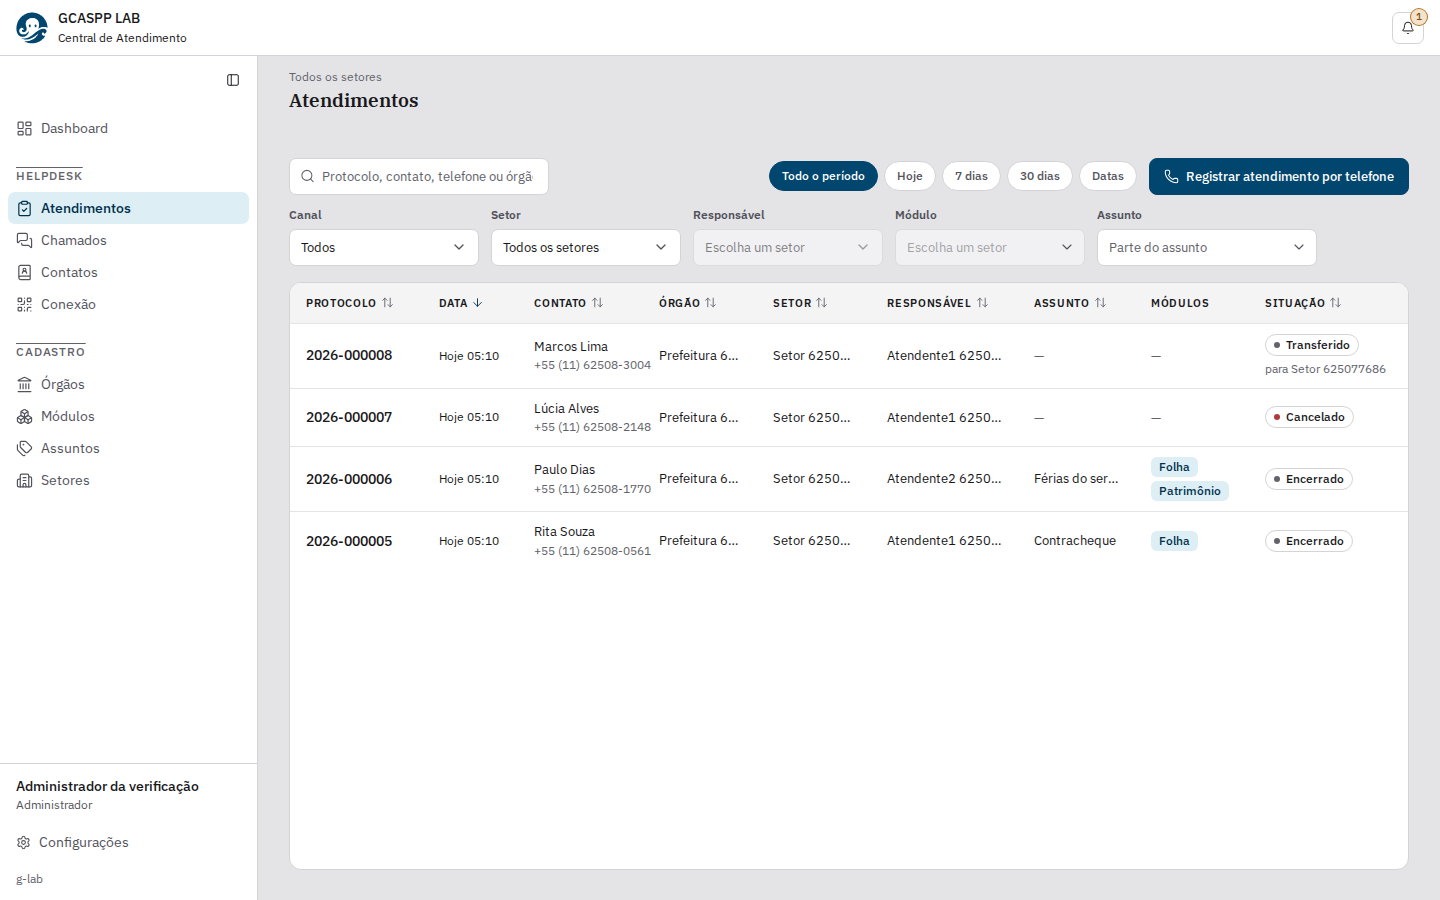 GCASPP LAB
Central de Atendimento
1
Dashboard
HELPDESK
Atendimentos
Chamados
Contatos
Conexão
CADASTRO
Órgãos
Módulos
Assuntos
Setores
Administrador da verificação
Administrador
Configurações
g-lab
Todos os setores
Atendimentos
Protocolo, contato, telefone ou órgã
Todo o período Hoje 7 dias 30 dias Datas Registrar atendimento por telefone
Canal Setor Responsável Módulo Assunto
Todos Todos os setores Escolha um setor Escolha um setor Parte do assunto
PROTOCOLO DATA CONTATO ÓRGÃO SETOR RESPONSÁVEL ASSUNTO MÓDULOS SITUAÇÃO
2026-000008 Hoje 05:10 Marcos Lima Prefeitura 6... Setor 6250... Atendente1 6250... — — Transferido
+55 (11) 62508-3004 para Setor 625077686
2026-000007 Hoje 05:10 Lúcia Alves Prefeitura 6... Setor 6250... Atendente1 6250... — — Cancelado
+55 (11) 62508-2148
2026-000006 Hoje 05:10 Paulo Dias Prefeitura 6... Setor 6250... Atendente2 6250... Férias do ser... Folha Encerrado
+55 (11) 62508-1770 Patrimônio
2026-000005 Hoje 05:10 Rita Souza Prefeitura 6... Setor 6250... Atendente1 6250... Contracheque Folha Encerrado
+55 (11) 62508-0561